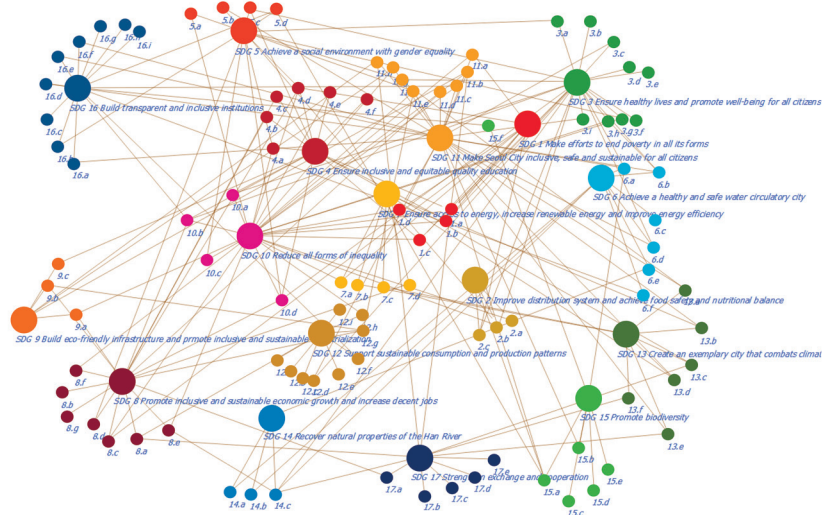 5.a
5.b
5.d
SDG 5 Achieve a social environment with gender equality
16.g
16.i
16.f
16.e
16.d
SDG 16 Build transparent and inclusive institutions
16.c
16.a
3.a
3.b
3.c
3.d
3.e
SDG 3 Ensure healthy lives and promote well-being for all citizens
3.i
3.h
3.g
3.f
11.a
11.b
11.c
11.d
11.e
4.d
4.c
4.e
4.f
4.b
4.a
SDG 4 Ensure inclusive and equitable quality education
15.f
SDG 1 Make efforts to end poverty in all its forms
SDG 11 Make Seoul City inclusive, safe and sustainable for all citizens
6.a
6.b
SDG 6 Achieve a healthy and safe water circulatory city
6.c
6.d
6.e
6.f
Ensure access to energy, increase renewable energy and improve energy efficiency
1.d
1.a
1.b
1.c
10.a
10.b
10.c
10.d
SDG 10 Reduce all forms of inequality
9.c
9.b
9.a
SDG 9 Build eco-friendly infrastructure and prmote inclusive and sustainable
7.a
7.b
7.c
7.d
SDG 2 Improve distribution system and achieve food safety and nutritional balance
2.a
2.b
2.c
12.i
12.h
12.g
SDG 12 Support sustainable consumption and production patterns
12.f
12.e
12.d
13.a
13.b
SDG 13 Create an exemplary city that combats climat
13.c
13.d
13.f
13.e
8.f
8.b
8.g
8.d
8.c
8.a
8.e
SDG 8 Promote inclusive and sustainable economic growth and increase decent jobs
SDG 14 Recover natural properties of the Han River
14.a
14.b
14.c
SDG 15 Promote biodiversity
15.b
15.e
15.a
15.d
15.c
SDG 17 Strengthen exchange and cooperation
17.a
17.b
17.c
17.d
17.e